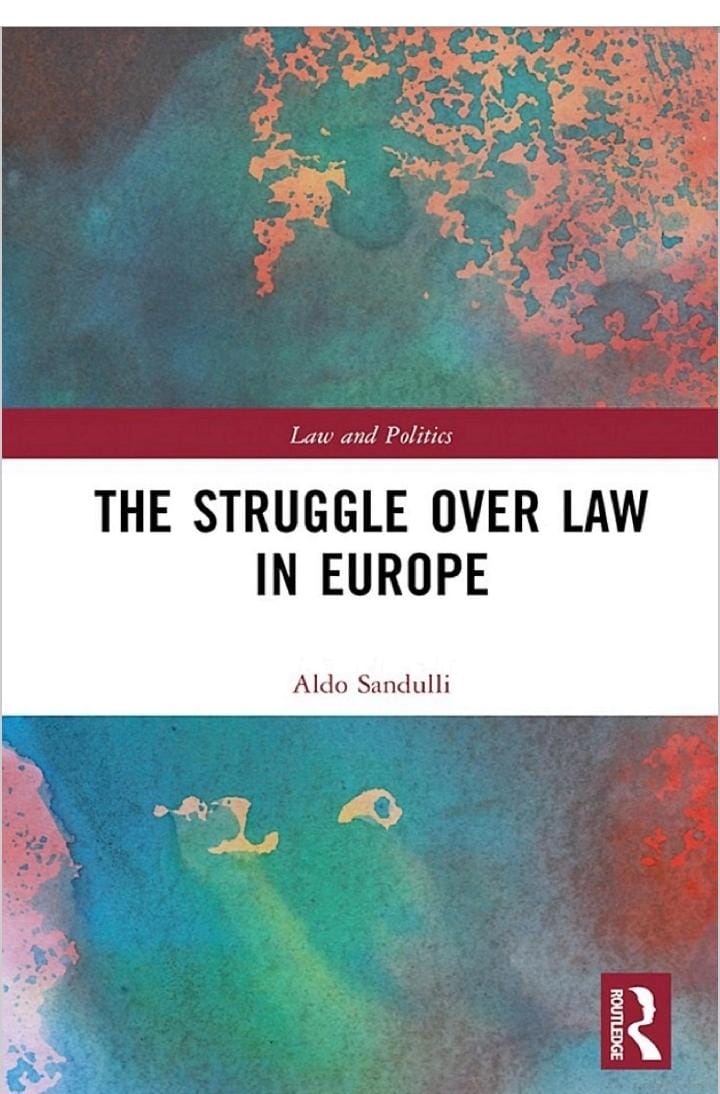 Law and Politics
THE STRUGGLE OVER LAW
IN EUROPE
Aldo Sandulli
ROUTLEDGE